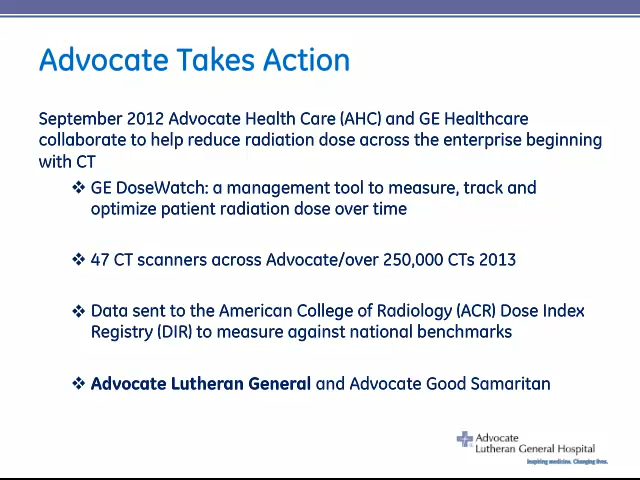 Advocate Takes Action
September 2012 Advocate Health Care (AHC) and GE Healthcare
collaborate to help reduce radiation dose across the enterprise beginning
with CT
❖ GE DoseWatch: a management tool to measure, track and
optimize patient radiation dose over time
❖ 47 CT scanners across Advocate/over 250,000 CTs 2013
❖ Data sent to the American College of Radiology (ACR) Dose Index
Registry (DIR) to measure against national benchmarks
❖ Advocate Lutheran General and Advocate Good Samaritan
Advocate
Lutheran General Hospital
Inspiring medicine. Changing lives.